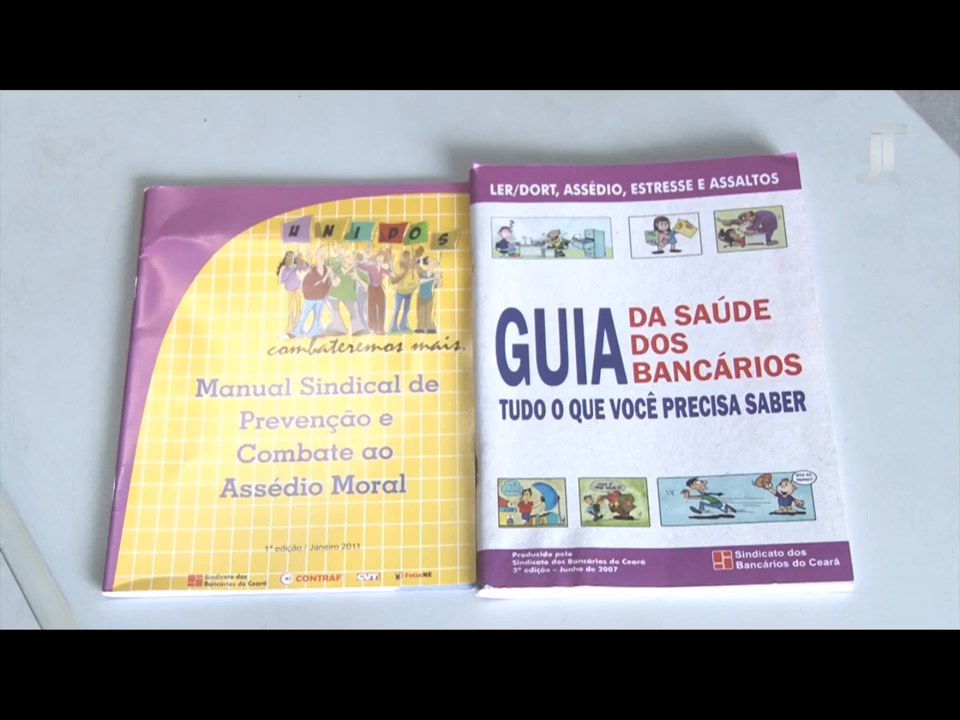 UNIDOS
combateremos mais.
Manual Sindical de
Prevenção e
Combate ao
Assédio Moral
1ª edição / Janeiro 2011
Sindicato dos
Bancários do Ceará
CONTRAF
CUT
FetecNE
LER/DORT, ASSÉDIO, ESTRESSE E ASSALTOS
GUIA
DA SAÚDE
DOS
BANCÁRIOS
TUDO O QUE VOCÊ PRECISA SABER
Produzido pelo
Sindicato dos Bancários do Ceará
3ª edição - Junho de 2007
Sindicato dos
Bancários do Ceará